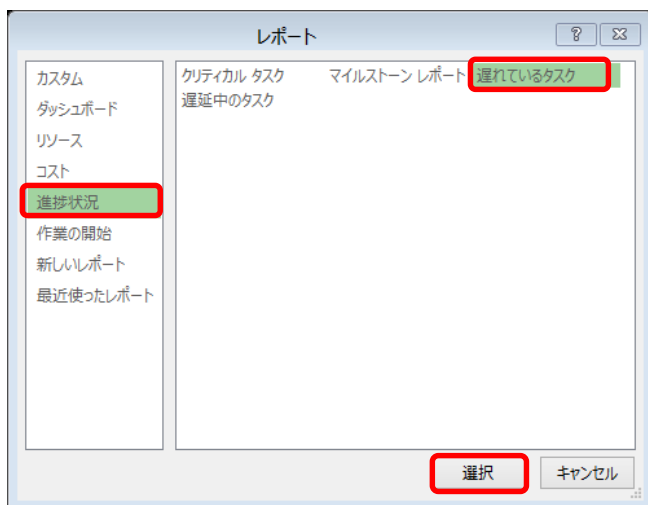 レポート
カスタム
ダッシュボード
リソース
コスト
進捗状況
作業の開始
新しいレポート
最近使ったレポート
クリティカル タスク マイルストーン レポート 遅れているタスク
遅延中のタスク
選択 キャンセル